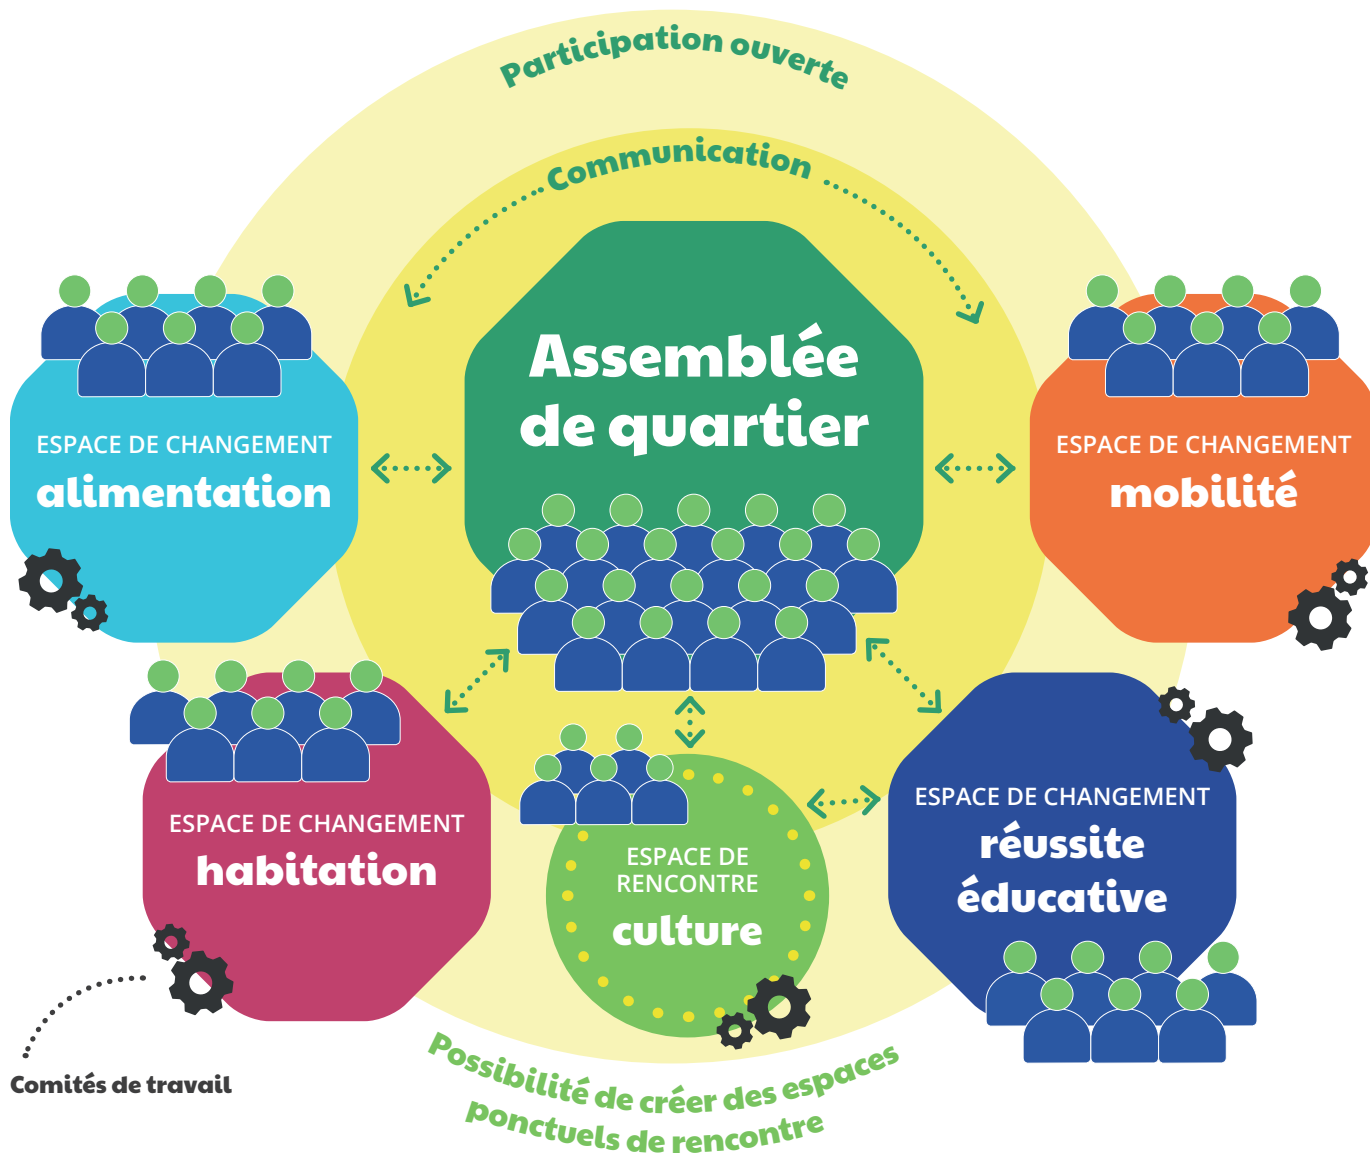 Participation ouverte
Communication
Assemblée
de quartier
ESPACE DE CHANGEMENT
alimentation
ESPACE DE CHANGEMENT
mobilité
ESPACE DE CHANGEMENT
habitation
ESPACE DE
RENCONTRE
culture
ESPACE DE CHANGEMENT
réussite
éducative
Comités de travail
Possibilité de créer des espaces
ponctuels de rencontre